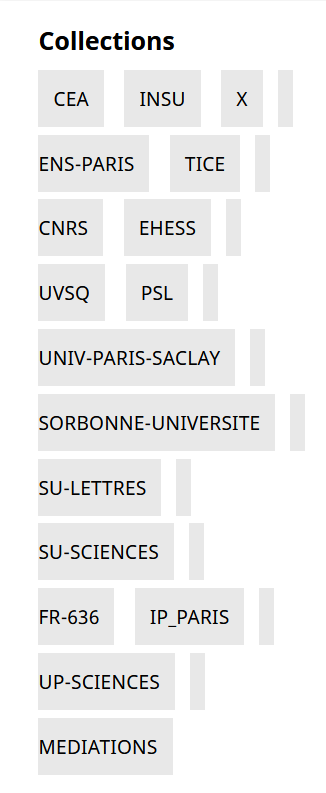 Collections
CEA INSU X
ENS-PARIS TICE
CNRS EHESS
UVSQ PSL
UNIV-PARIS-SACLAY
SORBONNE-UNIVERSITE
SU-LETTRES
SU-SCIENCES
FR-636 IP_PARIS
UP-SCIENCES
MEDIATIONS